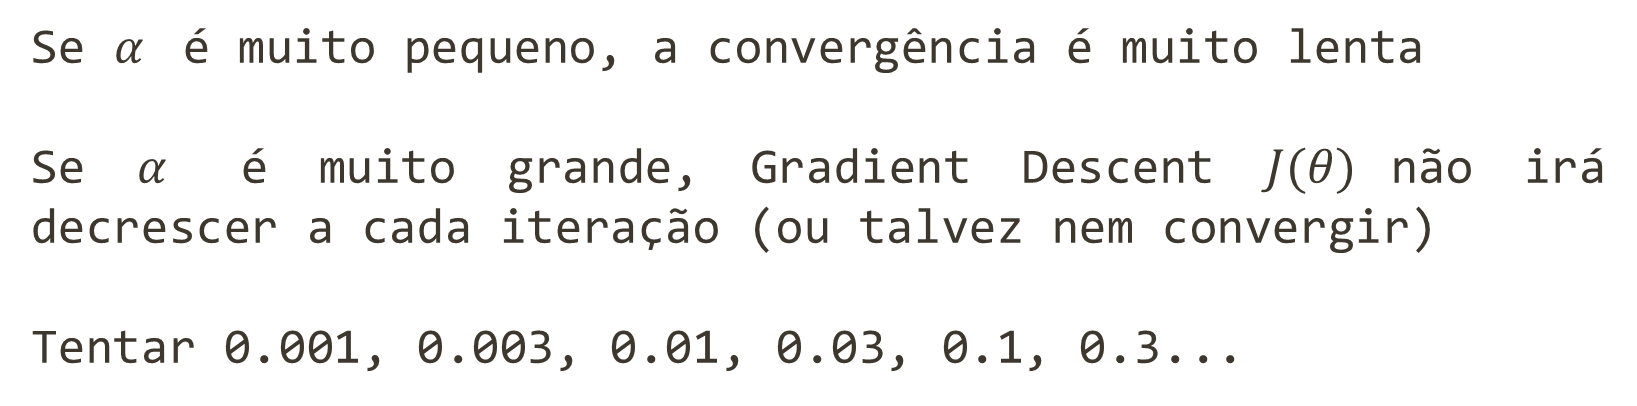 Se α é muito pequeno, a convergência é muito lenta
Se α é muito grande, Gradient Descent J(θ) não irá
decrescer a cada iteração (ou talvez nem convergir)
Tentar 0.001, 0.003, 0.01, 0.03, 0.1, 0.3...